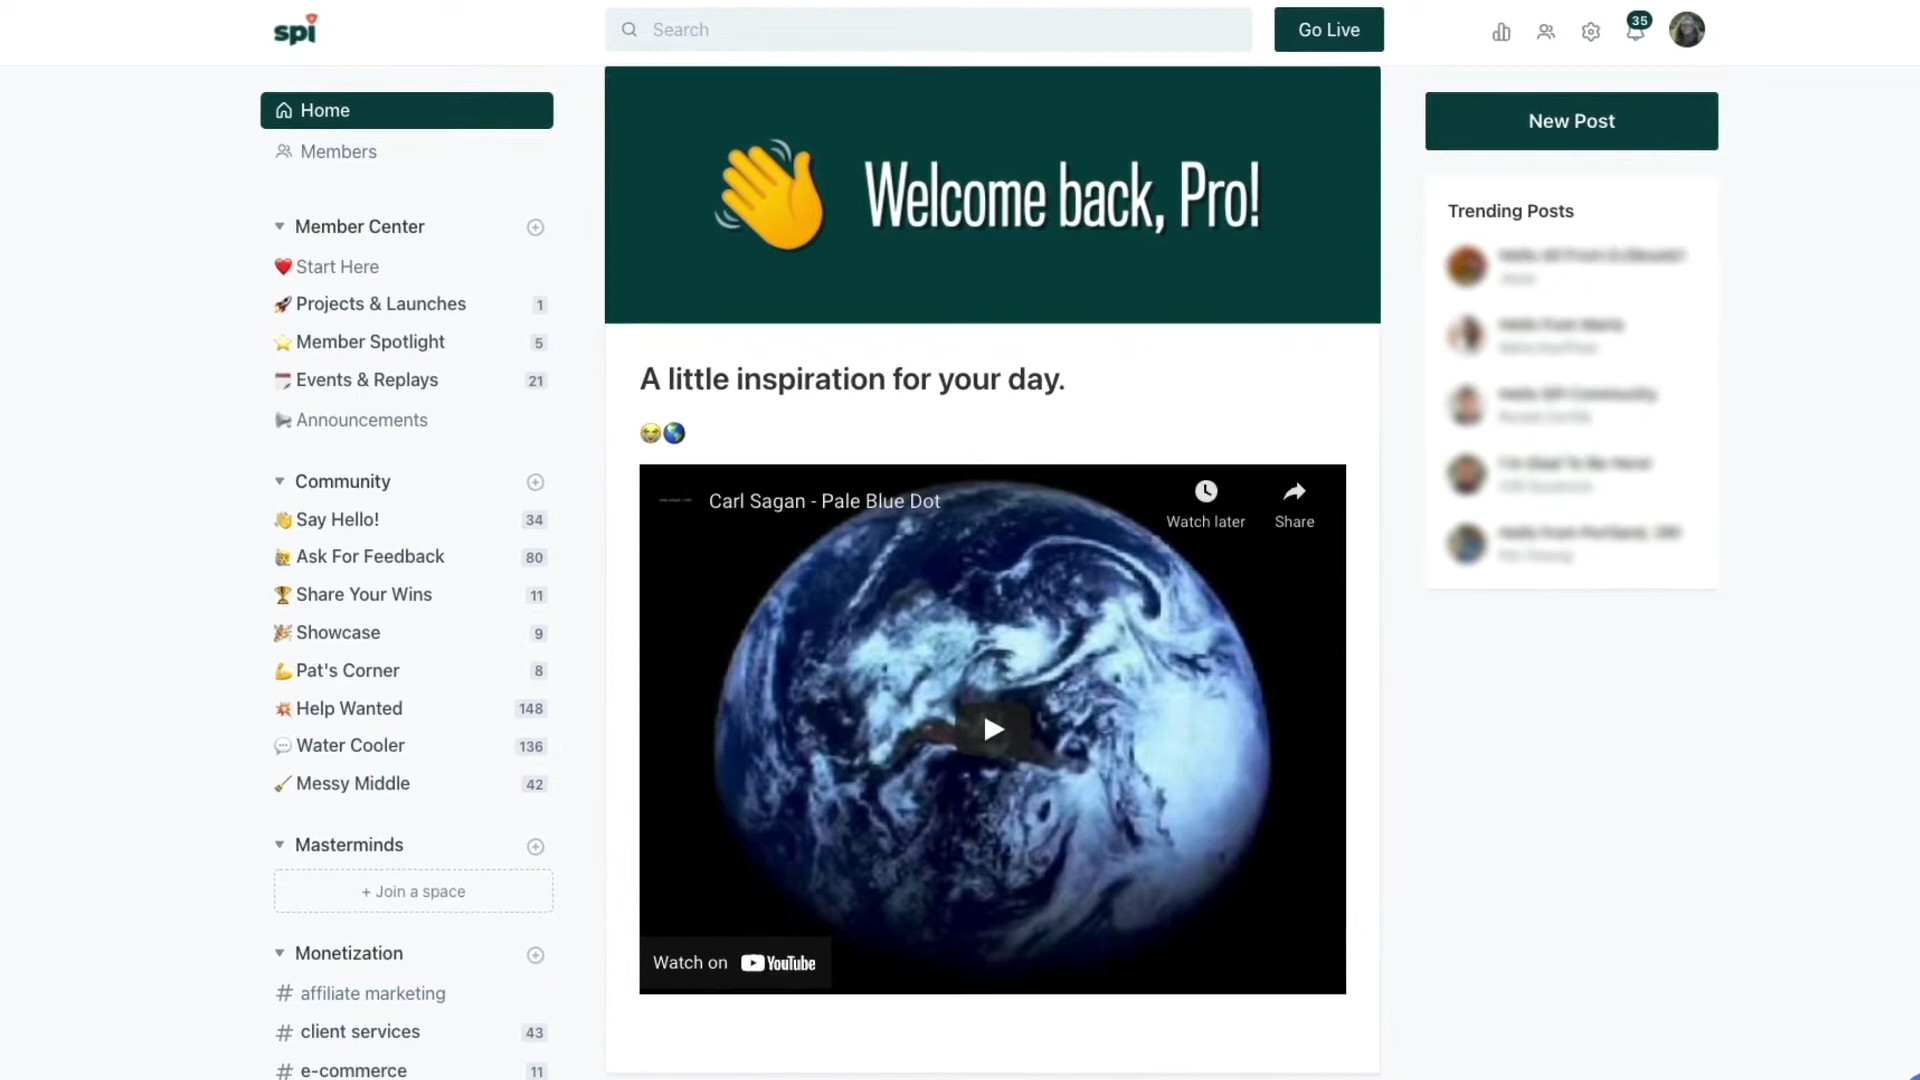 spi
Search
Go Live
35
Home
Members
Member Center
Start Here
Projects & Launches 1
Member Spotlight 5
Events & Replays 21
Announcements
Community
Say Hello! 34
Ask For Feedback 80
Share Your Wins 11
Showcase 9
Pat's Corner 8
Help Wanted 148
Water Cooler 136
Messy Middle 42
Masterminds
+ Join a space
Monetization
# affiliate marketing
# client services 43
# e-commerce 11
Welcome back, Pro!
A little inspiration for your day.
Carl Sagan - Pale Blue Dot
Watch later
Share
Watch on YouTube
New Post
Trending Posts